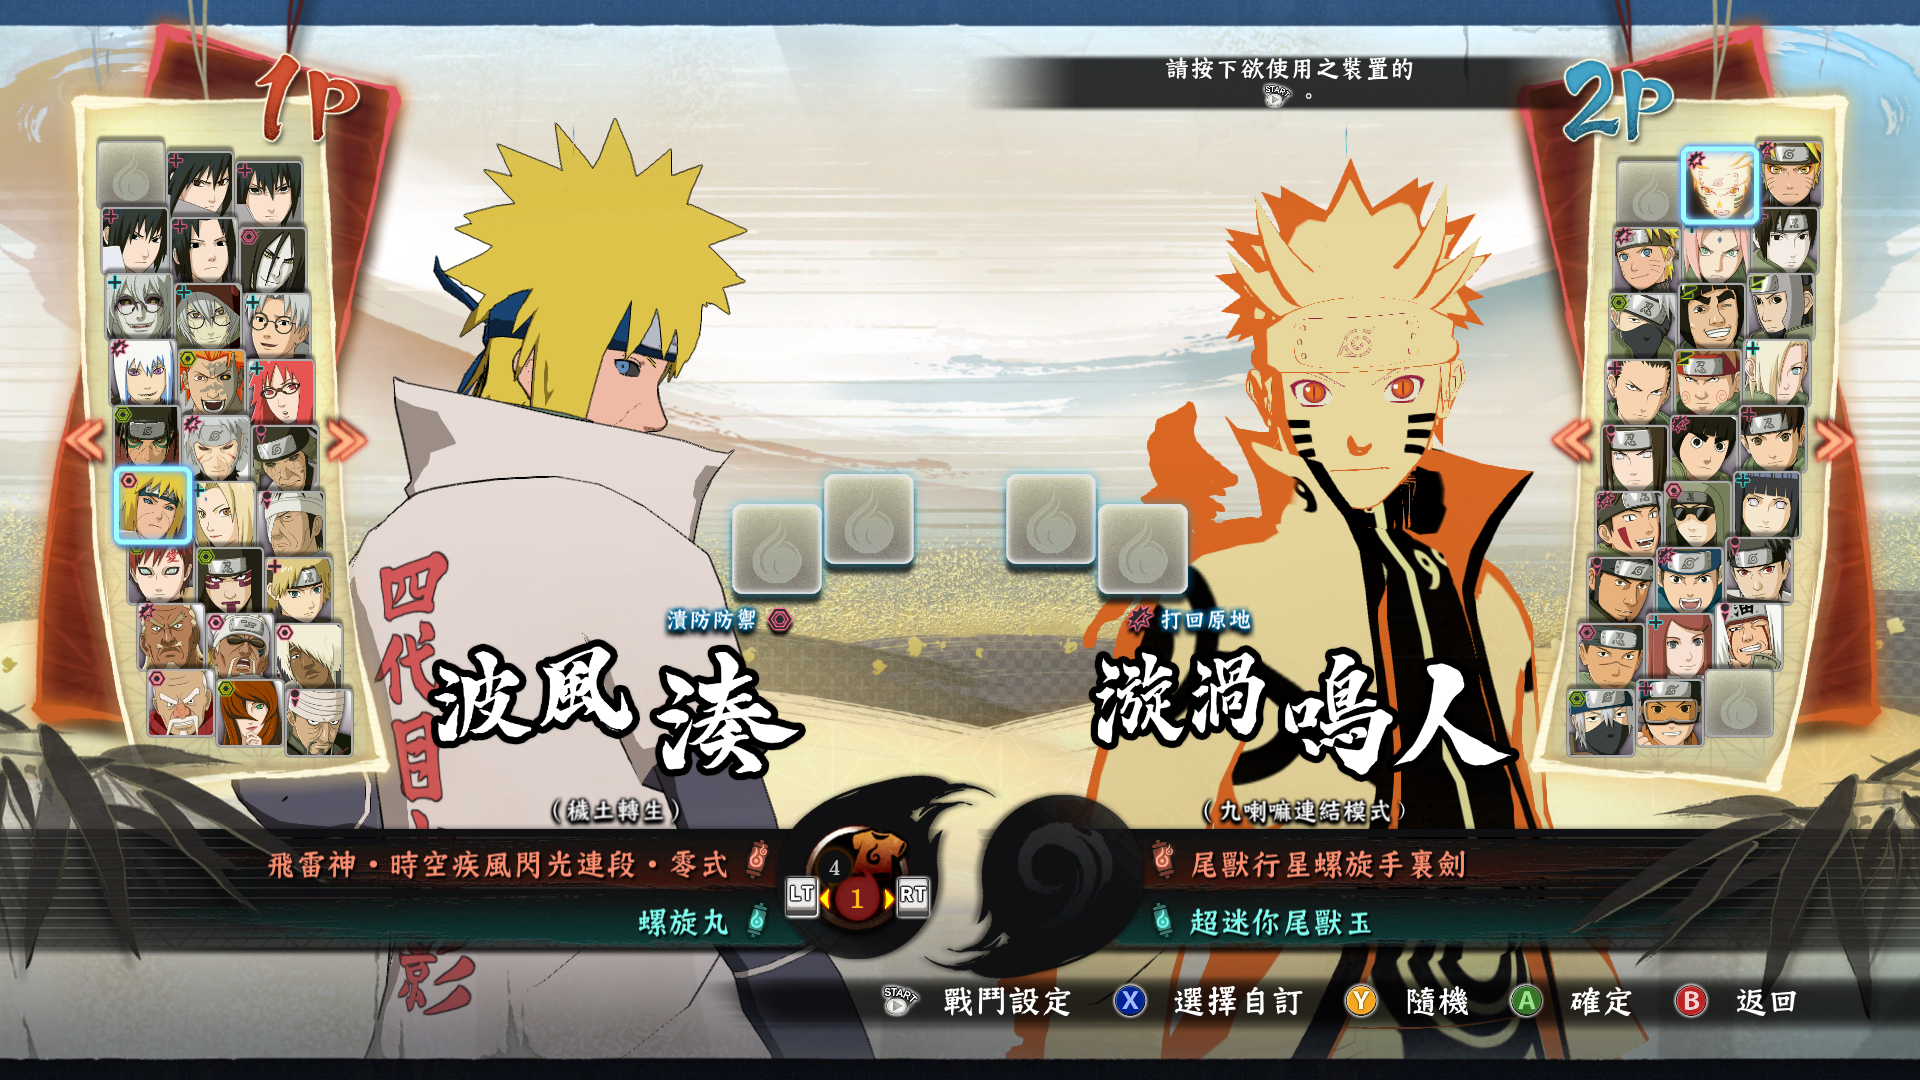 1P
2P
請按下欲使用之裝置的
START 。
潰防防禦
打回原地
波風 湊
漩渦 鳴人
(穢土轉生)
(九喇嘛連結模式)
四代目火影
飛雷神・時空疾風閃光連段・零式
尾獸行星螺旋手裏劍
4
LT 1 RT
螺旋丸
超迷你尾獸玉
START 戰鬥設定 X 選擇自訂 Y 隨機 A 確定 B 返回